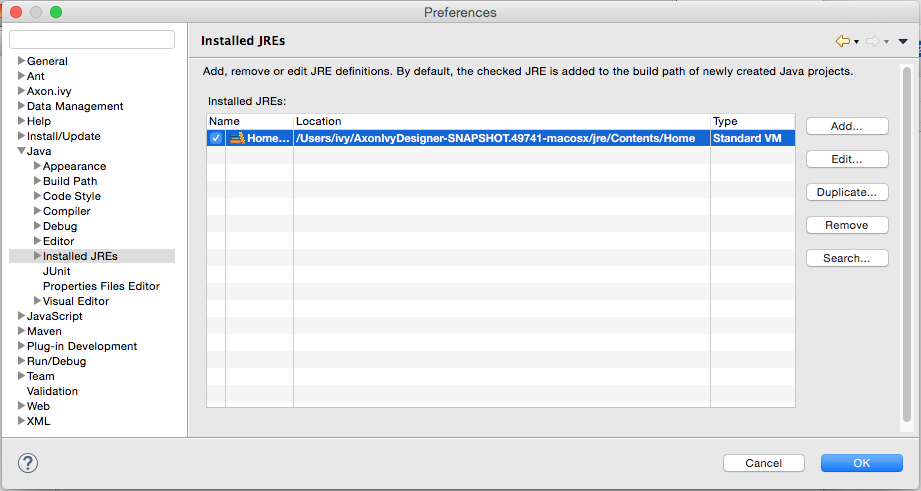 Preferences
General
Ant
Axon.ivy
Data Management
Help
Install/Update
Java
Appearance
Build Path
Code Style
Compiler
Debug
Editor
Installed JREs
JUnit
Properties Files Editor
Visual Editor
JavaScript
Maven
Plug-in Development
Run/Debug
Team
Validation
Web
XML
Installed JREs
Add, remove or edit JRE definitions. By default, the checked JRE is added to the build path of newly created Java projects.
Installed JREs:
Name Location Type
Home... /Users/ivy/AxonIvyDesigner-SNAPSHOT.49741-macosx/jre/Contents/Home Standard VM
Add...
Edit...
Duplicate...
Remove
Search...
?
Cancel OK